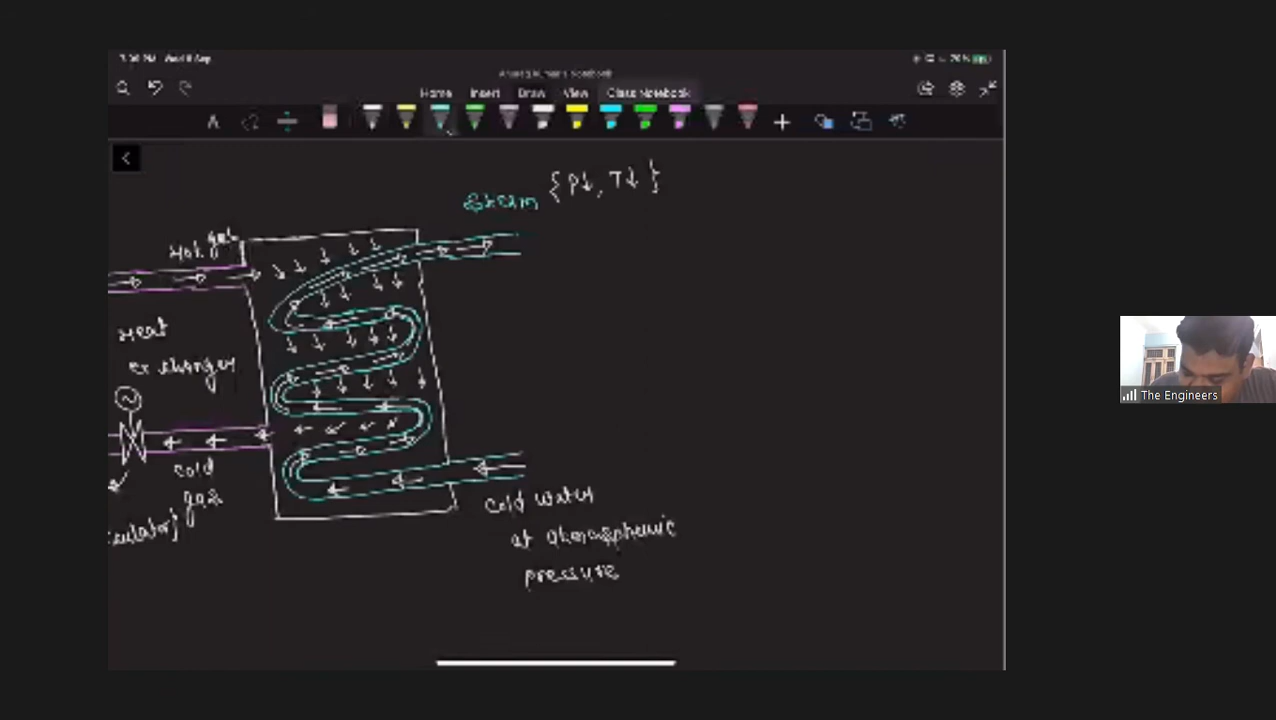 Home Insert Draw View Class Notebook
Steam {P↓, T↓}
Hot gas
Heat
exchanger
Cold
gas
Cold water
at atmospheric
pressure
The Engineers